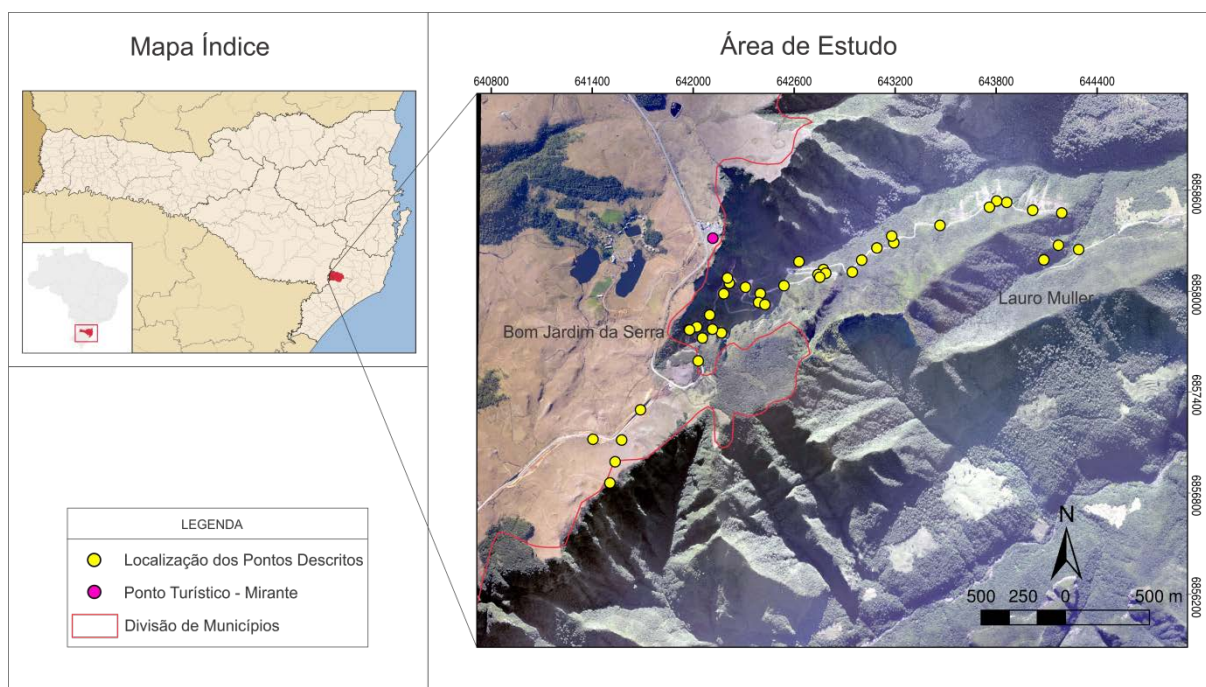 Mapa Índice
Área de Estudo
640800 641400 642000 642600 643200 643800 644400
6858600
6858000
6857400
6856800
6856200
Bom Jardim da Serra
Lauro Muller
N
500 250 0 500 m
LEGENDA
Localização dos Pontos Descritos
Ponto Turístico - Mirante
Divisão de Municípios